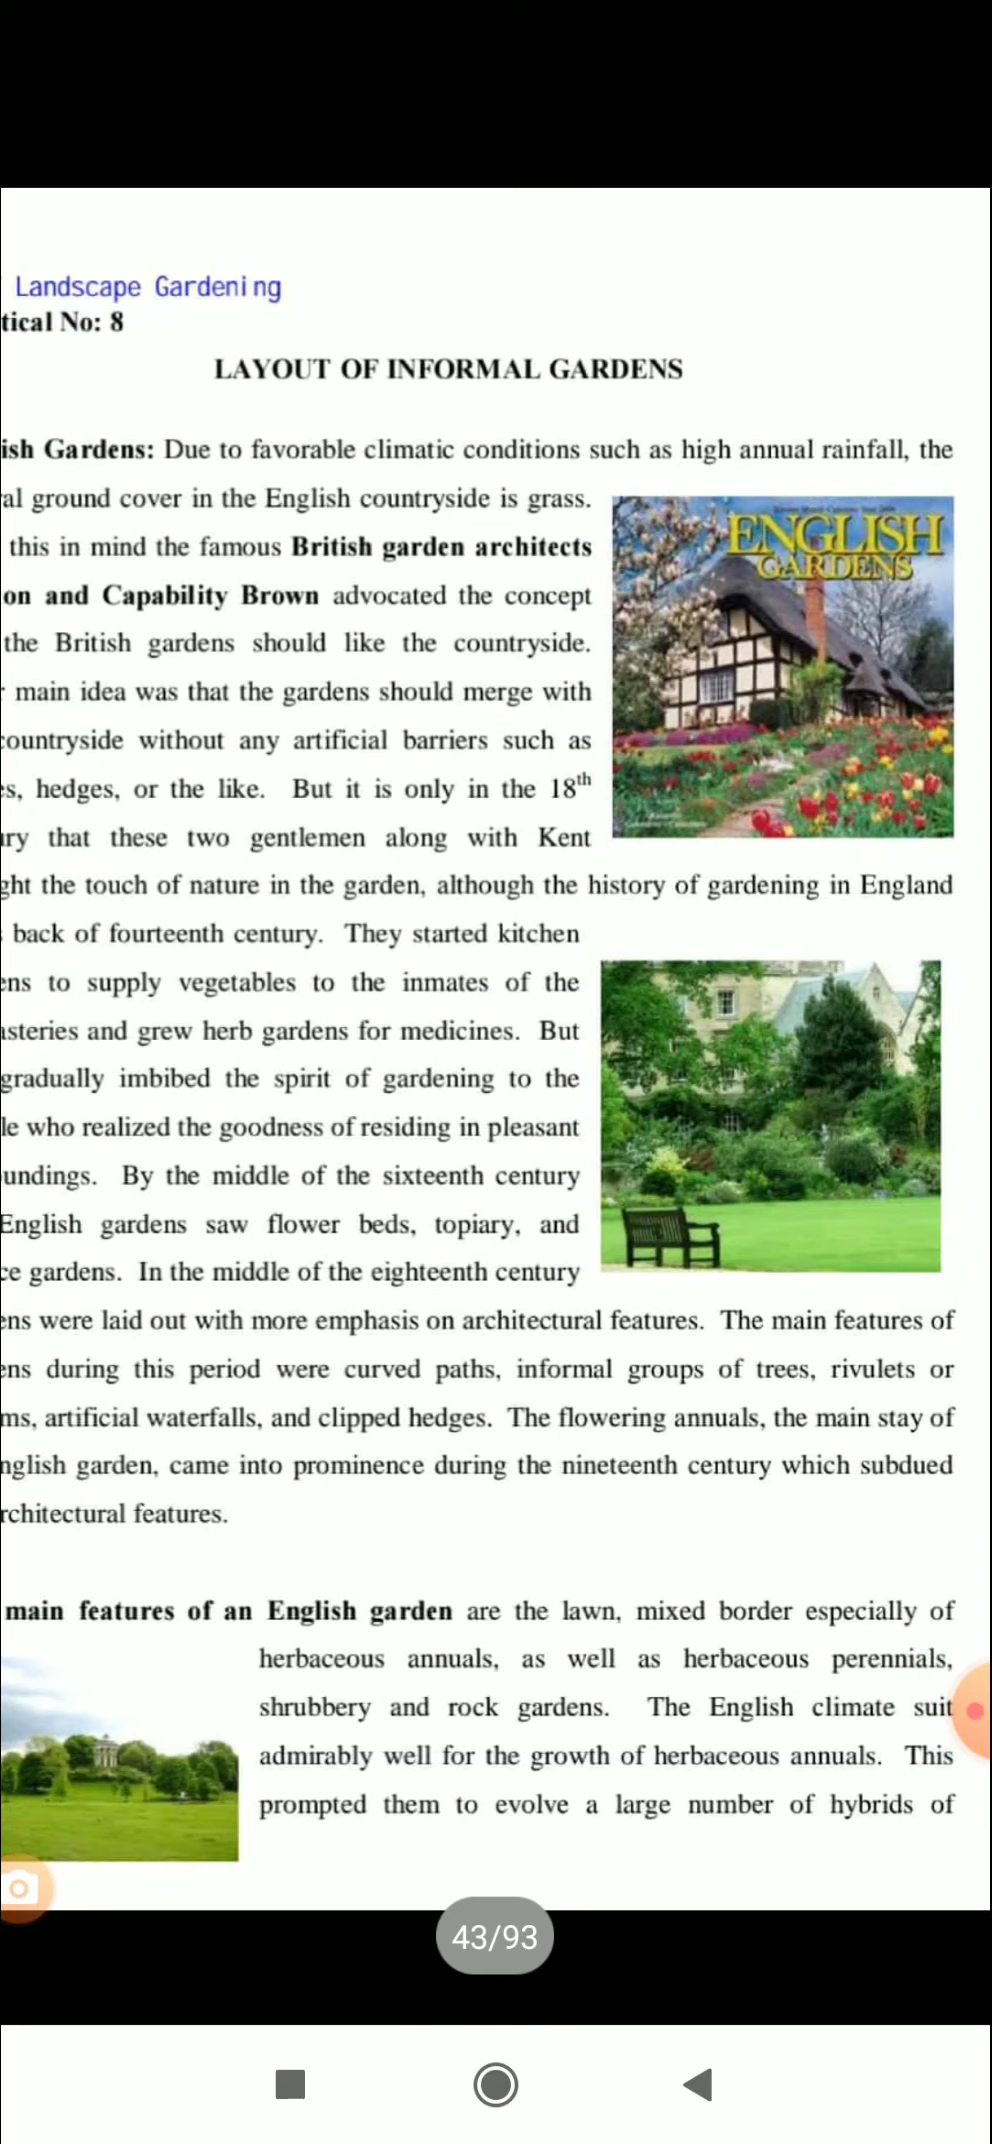 Landscape Gardening
tical No: 8
LAYOUT OF INFORMAL GARDENS
ish Gardens: Due to favorable climatic conditions such as high annual rainfall, the
al ground cover in the English countryside is grass.
this in mind the famous British garden architects
on and Capability Brown advocated the concept
the British gardens should like the countryside.
main idea was that the gardens should merge with
countryside without any artificial barriers such as
es, hedges, or the like. But it is only in the 18th
ury that these two gentlemen along with Kent
ght the touch of nature in the garden, although the history of gardening in England
back of fourteenth century. They started kitchen
ens to supply vegetables to the inmates of the
asteries and grew herb gardens for medicines. But
gradually imbibed the spirit of gardening to the
le who realized the goodness of residing in pleasant
oundings. By the middle of the sixteenth century
English gardens saw flower beds, topiary, and
ce gardens. In the middle of the eighteenth century
ens were laid out with more emphasis on architectural features. The main features of
ens during this period were curved paths, informal groups of trees, rivulets or
ms, artificial waterfalls, and clipped hedges. The flowering annuals, the main stay of
nglish garden, came into prominence during the nineteenth century which subdued
rchitectural features.
main features of an English garden are the lawn, mixed border especially of
herbaceous annuals, as well as herbaceous perennials,
shrubbery and rock gardens. The English climate suit
admirably well for the growth of herbaceous annuals. This
prompted them to evolve a large number of hybrids of
ENGLISH
GARDENS
43/93